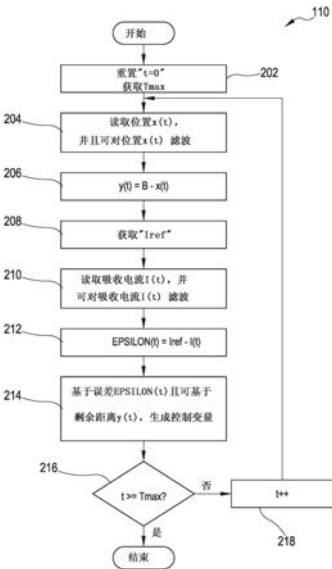 110
开始
重置"t=0"
获取Tmax
202
204
读取位置x(t),
并且可对位置x(t) 滤波
206
y(t) = B - x(t)
208
获取"Iref"
210
读取吸收电流I(t), 并
可对吸收电流I(t) 滤波
212
EPSILON(t) = Iref - I(t)
214
基于误差EPSILON(t)且可基于
剩余距离y(t), 生成控制变量
216
t >= Tmax?
否
t++
218
是
结束